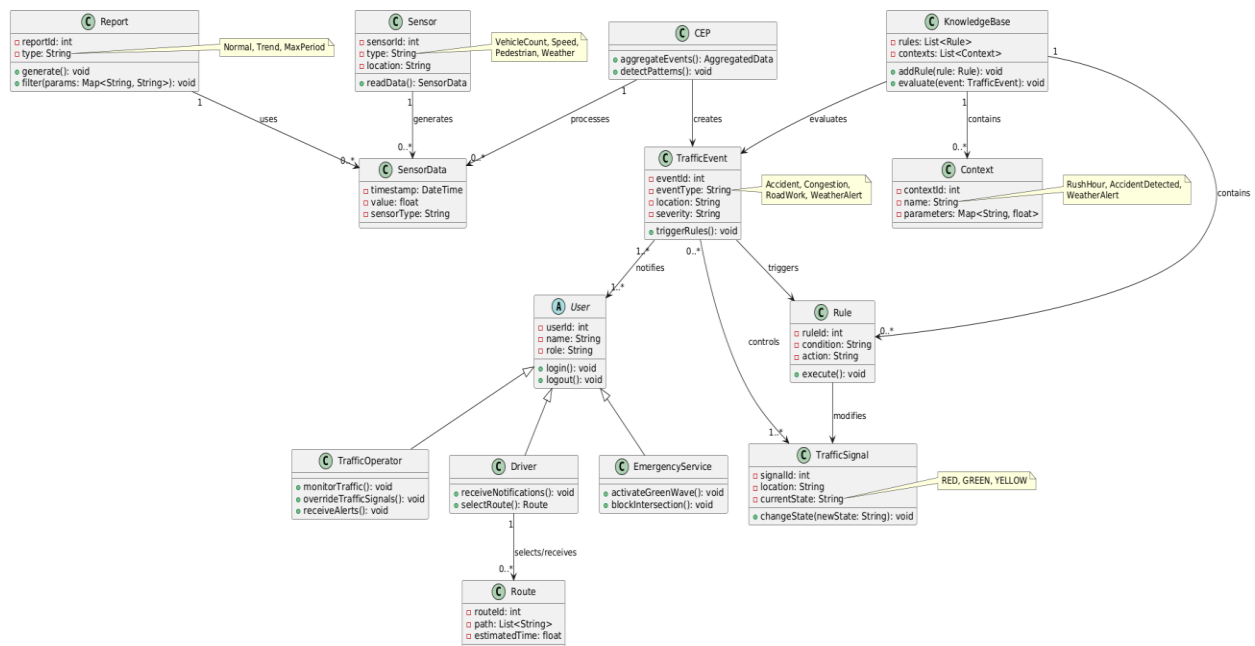 C Report
reportId: int
type: String
generate(): void
filter(params: Map<String, String>): void
Normal, Trend, MaxPeriod
C Sensor
sensorId: int
type: String
location: String
readData(): SensorData
VehicleCount, Speed,
Pedestrian, Weather
C CEP
aggregateEvents(): AggregatedData
detectPatterns(): void
C KnowledgeBase
rules: List<Rule>
contexts: List<Context>
addRule(rule: Rule): void
evaluate(event: TrafficEvent): void
1
uses
0..*
1
generates
0..*
1
processes
0..*
creates
evaluates
1
contains
0..*
1
contains
0..*
C SensorData
timestamp: DateTime
value: float
sensorType: String
C TrafficEvent
eventId: int
eventType: String
location: String
severity: String
triggerRules(): void
Accident, Congestion,
RoadWork, WeatherAlert
C Context
contextId: int
name: String
parameters: Map<String, float>
RushHour, AccidentDetected,
WeatherAlert
1..*
notifies
1..*
0..*
controls
1..*
triggers
A User
userId: int
name: String
role: String
login(): void
logout(): void
C Rule
ruleId: int
condition: String
action: String
execute(): void
modifies
C TrafficOperator
monitorTraffic(): void
overrideTrafficSignals(): void
receiveAlerts(): void
C Driver
receiveNotifications(): void
selectRoute(): Route
C EmergencyService
activateGreenWave(): void
blockIntersection(): void
C TrafficSignal
signalId: int
location: String
currentState: String
changeState(newState: String): void
RED, GREEN, YELLOW
1
selects/receives
0..*
C Route
routeId: int
path: List<String>
estimatedTime: float